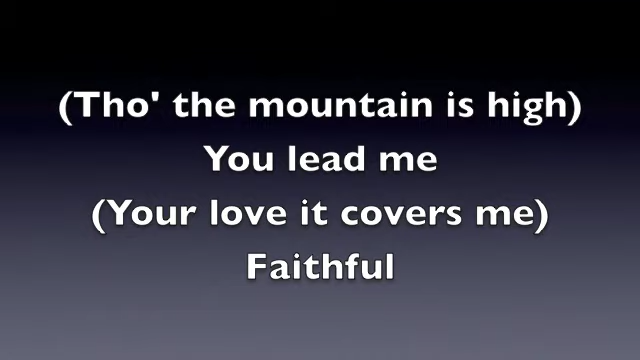 (Tho' the mountain is high)
You lead me
(Your love it covers me)
Faithful